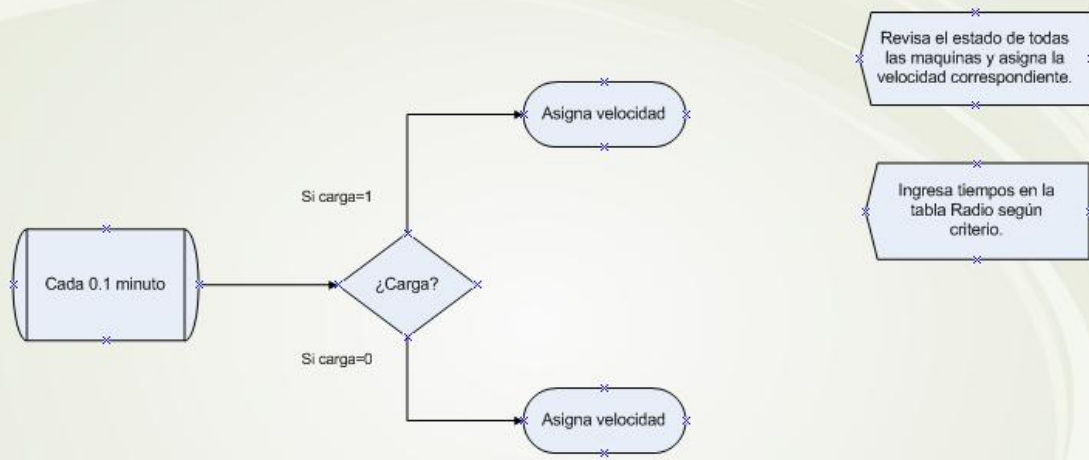 Revisa el estado de todas
las maquinas y asigna la
velocidad correspondiente.
Asigna velocidad
Ingresa tiempos en la
tabla Radio según
criterio.
Si carga=1
Cada 0.1 minuto
¿Carga?
Si carga=0
Asigna velocidad